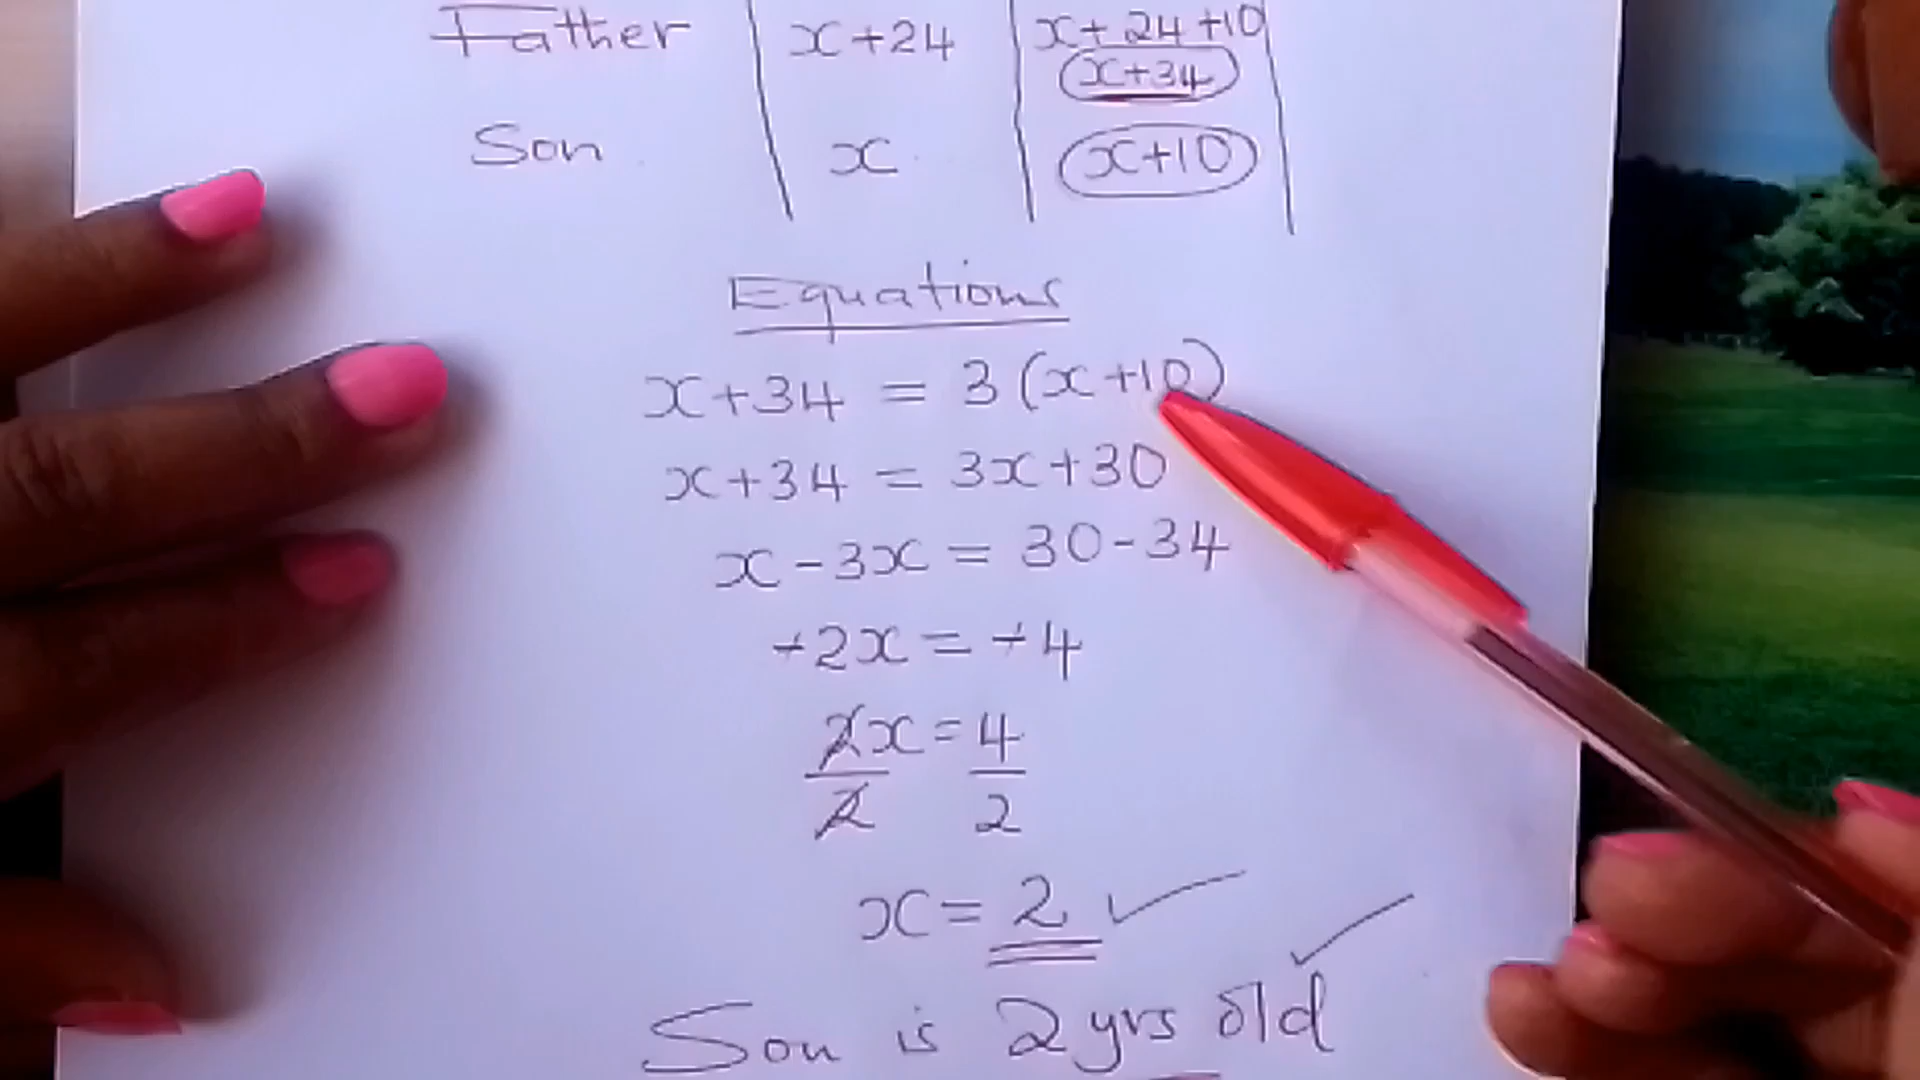 Father x+24 x+24+10
x+34
Son x x+10
Equations
x+34 = 3(x+10)
x+34 = 3x+30
x-3x = 30-34
-2x = -4
2x = 4
2 2
x = 2 ✓
Son is 2 yrs old ✓